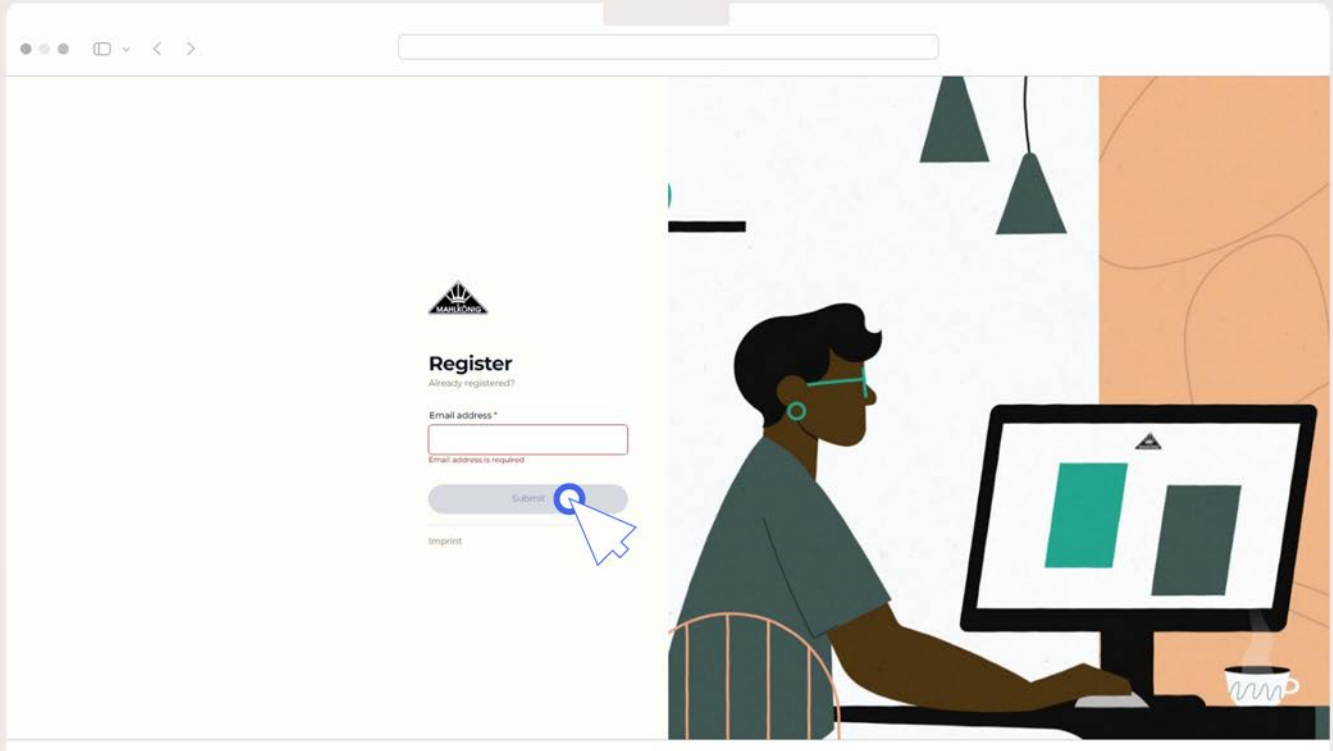 MAHLKÖNIG
Register
Already registered?
Email address *
Email address is required
Submit
Imprint